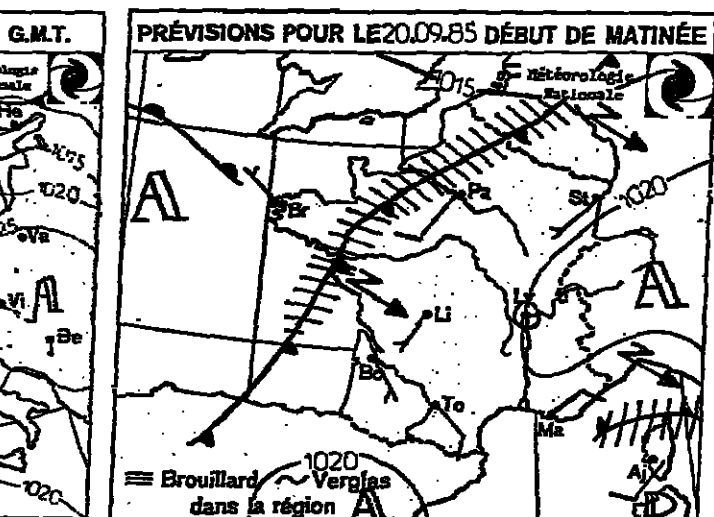 G.M.T.
1020
Va
Vi
A
Be
1020
PRÉVISIONS POUR LE 20.09.85 DÉBUT DE MATINÉE
1015
Météorologie
Nationale
A
Br
Pa
St
1020
A
Li
Ly
Bo
To
Ma
Aj
D
1020
A
≡ Brouillard ~ Verglas
dans la région